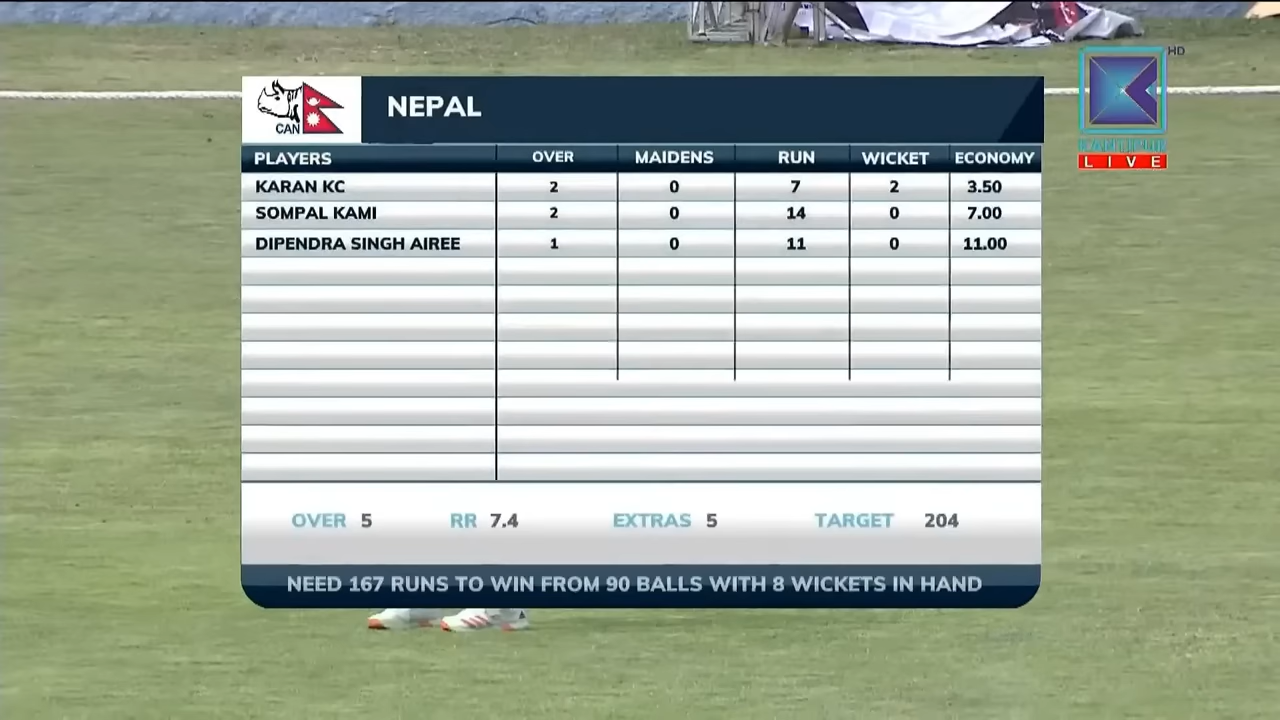 HD
CAN
NEPAL
KANTIPUR
LIVE
PLAYERS OVER MAIDENS RUN WICKET ECONOMY
KARAN KC 2 0 7 2 3.50
SOMPAL KAMI 2 0 14 0 7.00
DIPENDRA SINGH AIREE 1 0 11 0 11.00
OVER 5 RR 7.4 EXTRAS 5 TARGET 204
NEED 167 RUNS TO WIN FROM 90 BALLS WITH 8 WICKETS IN HAND